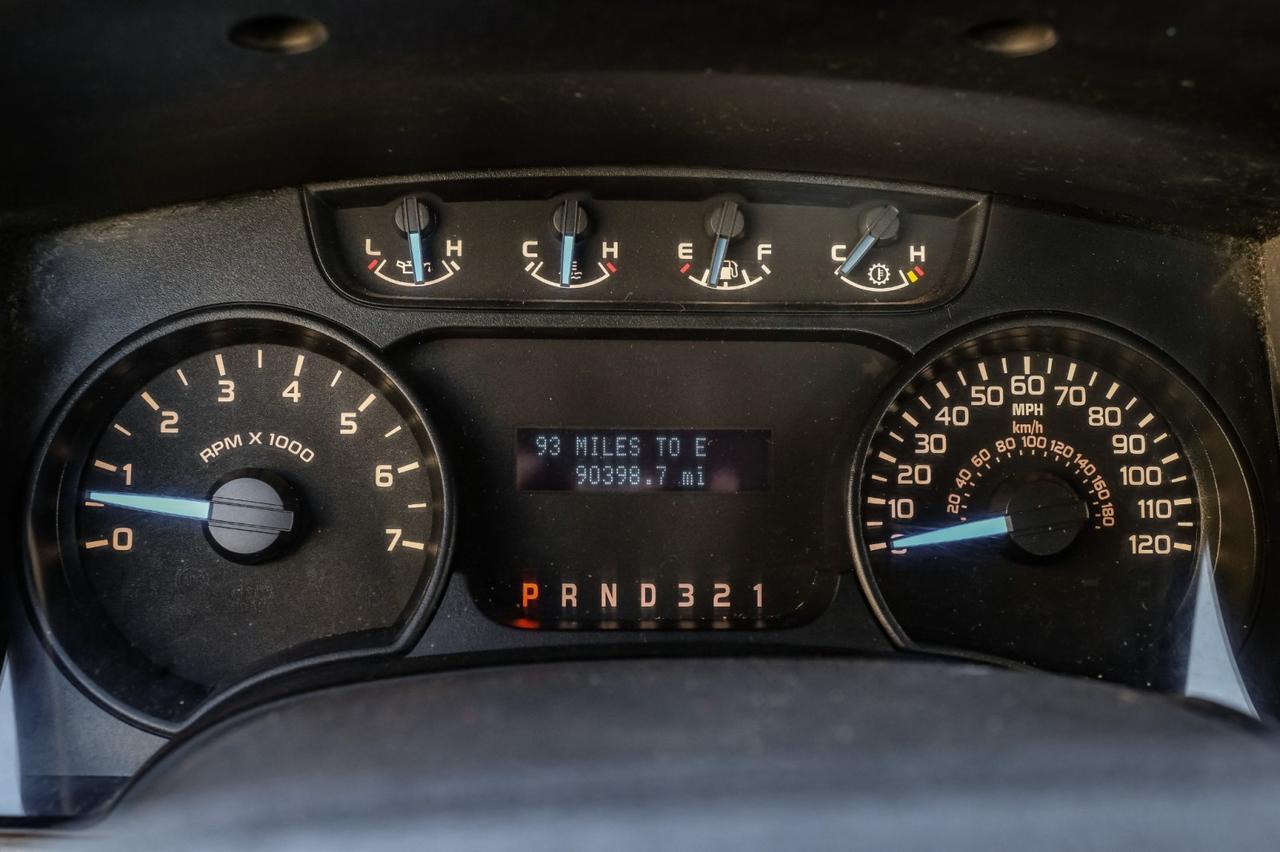 L H C H E F C H
0 1 2 3 4 5 6 7
RPM X 1000
93 MILES TO E
90398.7 mi
P R N D 3 2 1
10 20 30 40 50 60 70 80 90 100 110 120
MPH
km/h
20 40 60 80 100 120 140 160 180